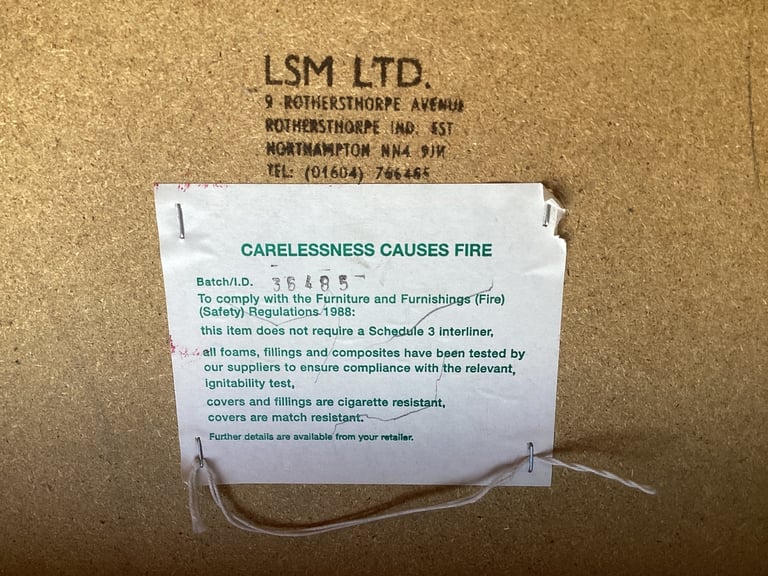 LSM LTD.
9 ROTHERSTHORPE AVENUE
ROTHERSTHORPE IND. EST
NORTHAMPTON NN4 9JH
TEL: (01604) 766465
CARELESSNESS CAUSES FIRE
Batch/I.D. 36485
To comply with the Furniture and Furnishings (Fire)
(Safety) Regulations 1988:
this item does not require a Schedule 3 interliner,
all foams, fillings and composites have been tested by
our suppliers to ensure compliance with the relevant,
ignitability test,
covers and fillings are cigarette resistant,
covers are match resistant.
Further details are available from your retailer.